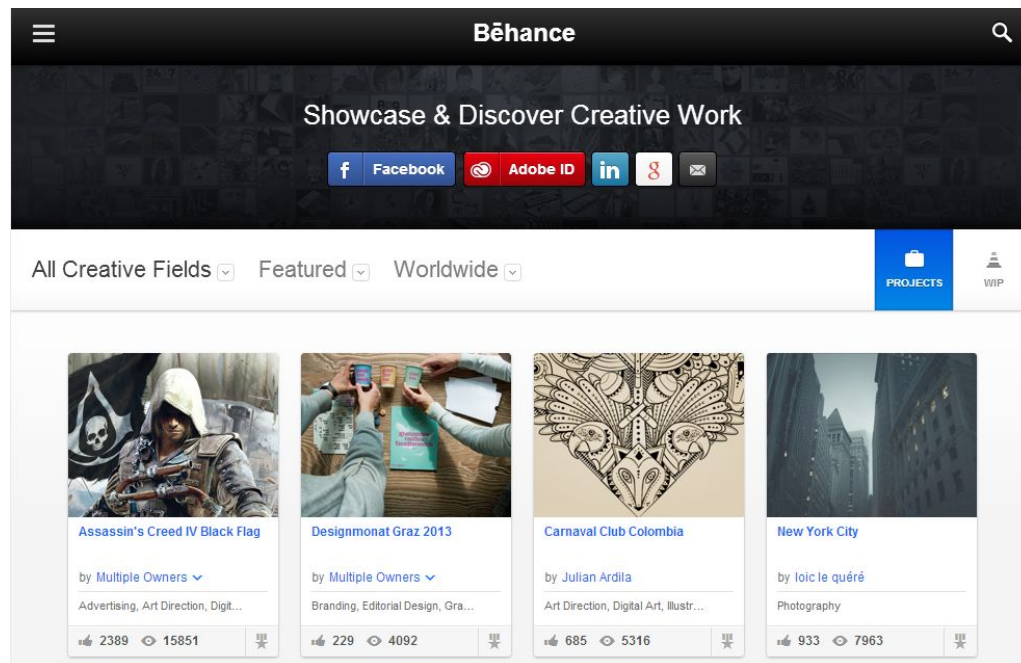 Bēhance
Showcase & Discover Creative Work
f Facebook Adobe ID in 8
All Creative Fields Featured Worldwide
PROJECTS WIP
Assassin's Creed IV Black Flag
by Multiple Owners
Advertising, Art Direction, Digit...
2389 15851
Designmonat Graz 2013
by Multiple Owners
Branding, Editorial Design, Gra...
229 4092
Carnaval Club Colombia
by Julian Ardila
Art Direction, Digital Art, Illustr...
685 5316
New York City
by loic le quéré
Photography
933 7963